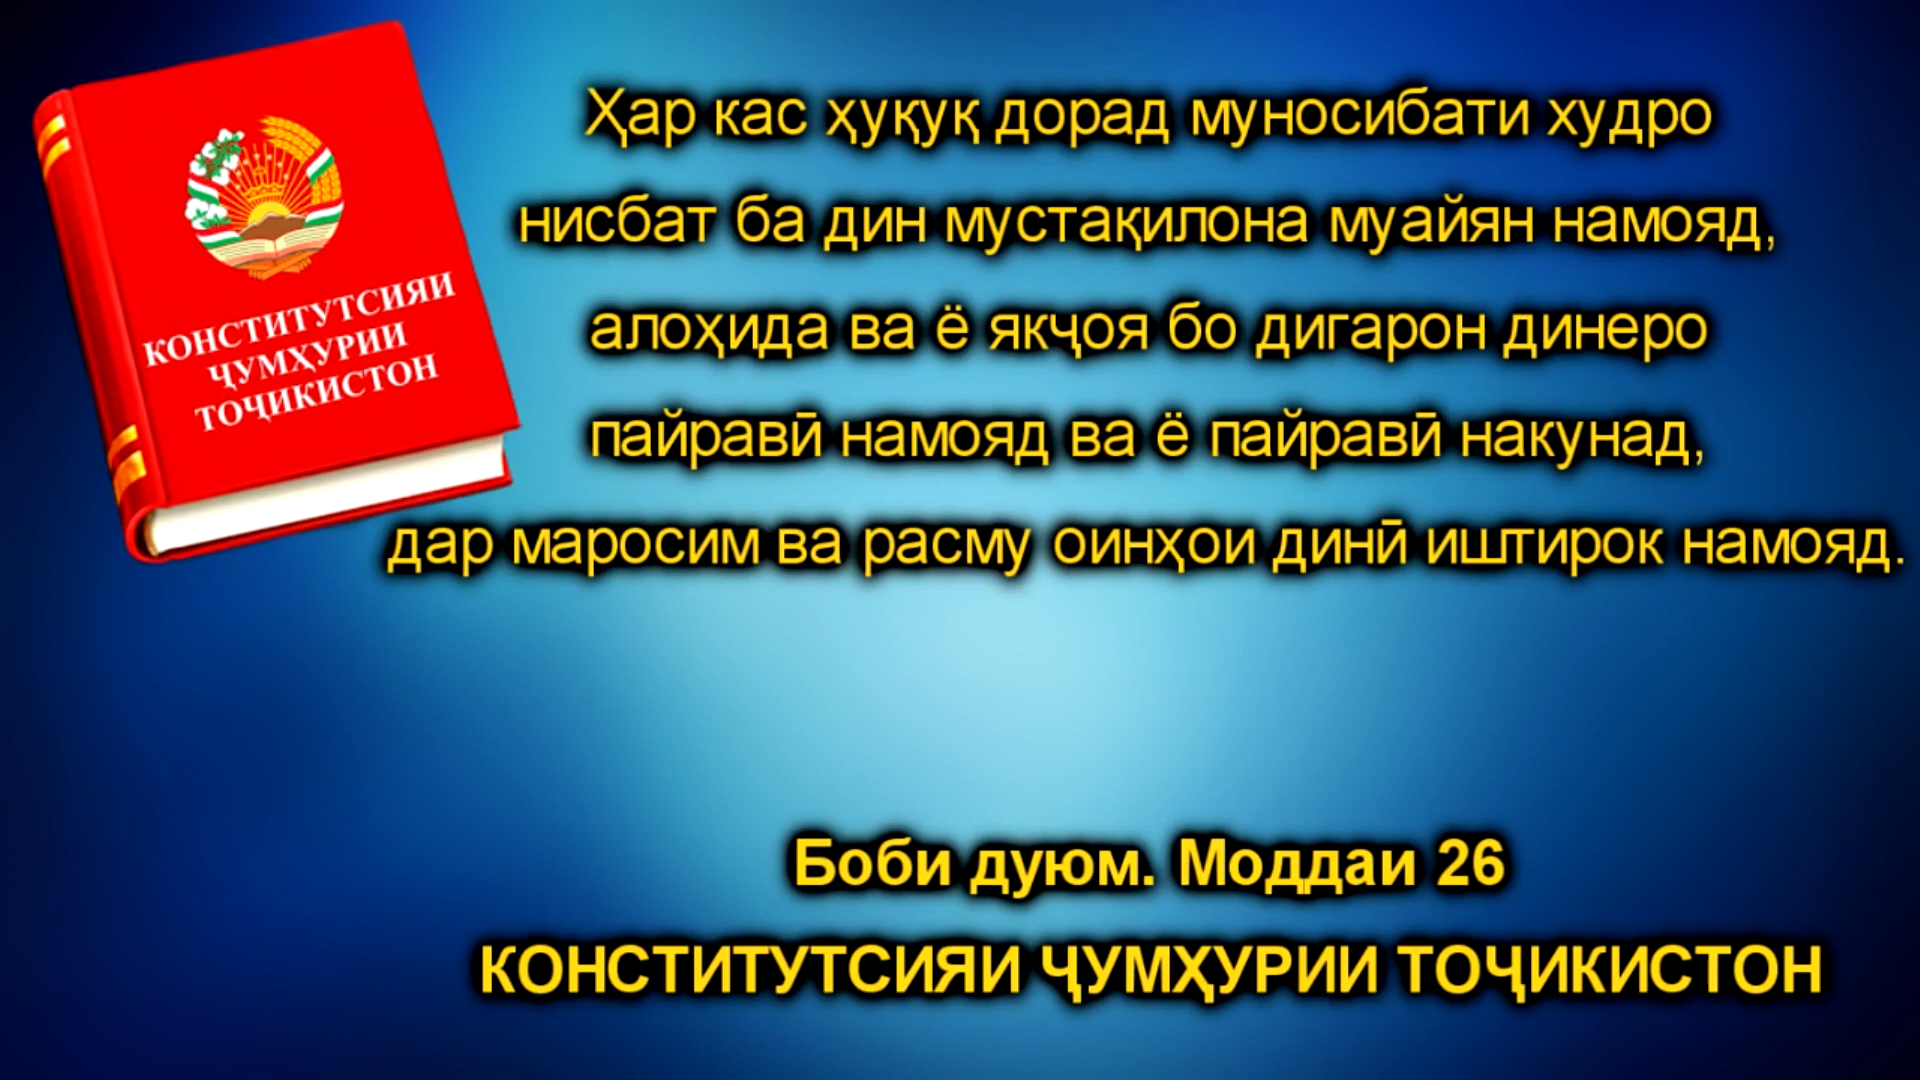 КОНСТИТУТСИЯИ
ҶУМҲУРИИ
ТОҶИКИСТОН
Ҳар кас ҳуқуқ дорад муносибати худро
нисбат ба дин мустақилона муайян намояд,
алоҳида ва ё якҷоя бо дигарон динеро
пайравӣ намояд ва ё пайравӣ накунад,
дар маросим ва расму оинҳои динӣ иштирок намояд.
Боби дуюм. Моддаи 26
КОНСТИТУТСИЯИ ҶУМҲУРИИ ТОҶИКИСТОН